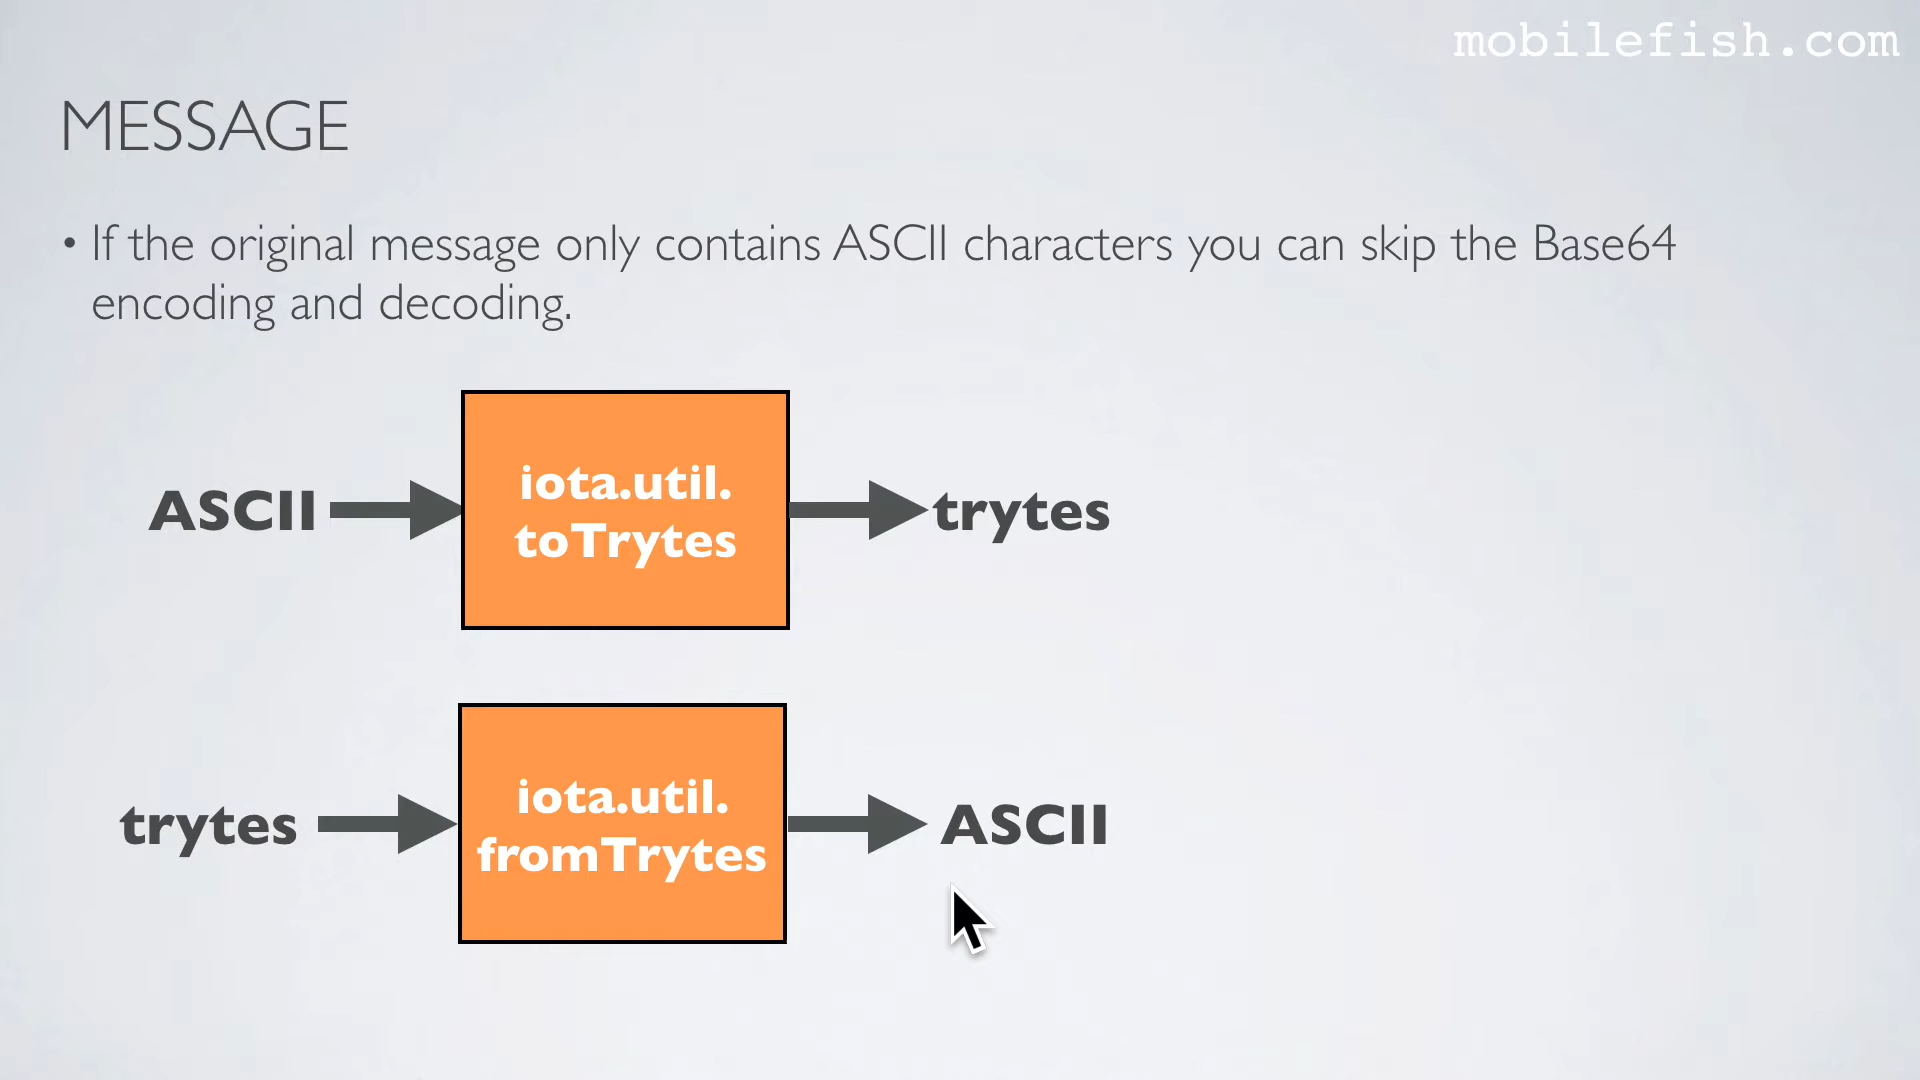 mobilefish.com
MESSAGE
• If the original message only contains ASCII characters you can skip the Base64
encoding and decoding.
ASCII
iota.util.
toTrytes
trytes
trytes
iota.util.
fromTrytes
ASCII